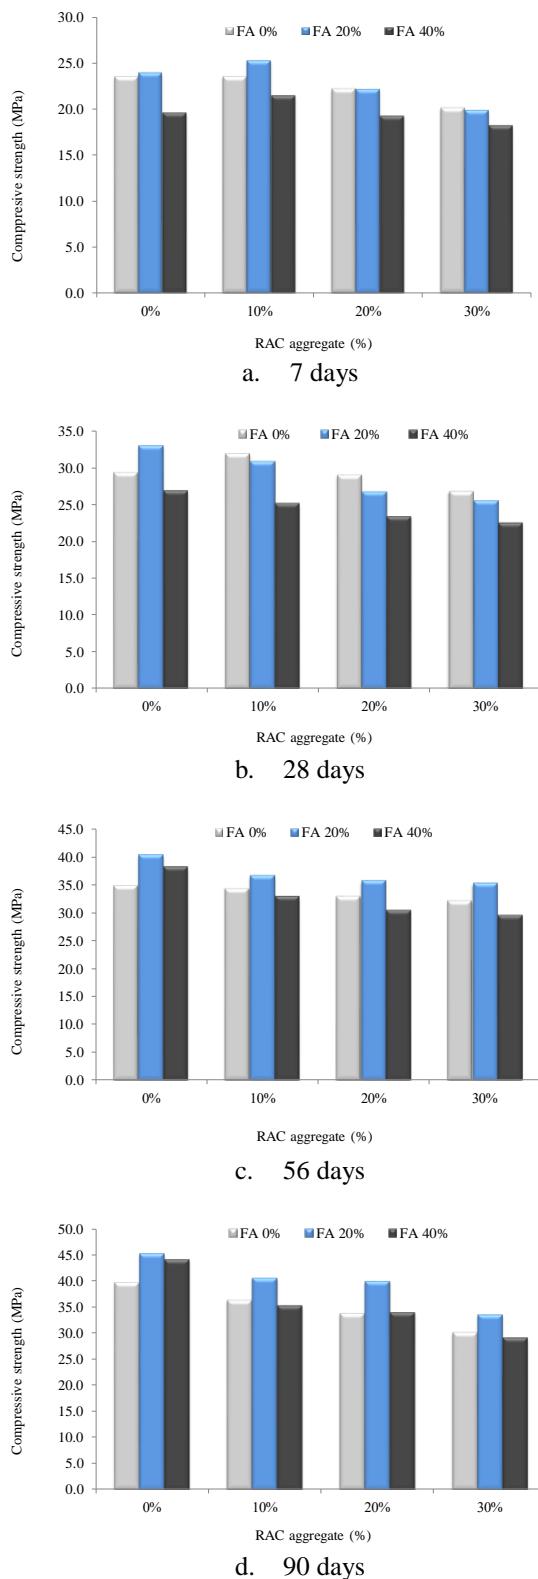 30.0
FA 0% FA 20% FA 40%
25.0
20.0
15.0
10.0
5.0
0.0
Comppresive strength (MPa)
0% 10% 20% 30%
RAC aggregate (%)
a. 7 days
35.0
FA 0% FA 20% FA 40%
30.0
25.0
20.0
15.0
10.0
5.0
0.0
Compressive strength (MPa)
0% 10% 20% 30%
RAC aggregate (%)
b. 28 days
45.0
FA 0% FA 20% FA 40%
40.0
35.0
30.0
25.0
20.0
15.0
10.0
5.0
0.0
Compressive strength (MPa)
0% 10% 20% 30%
RAC aggregate (%)
c. 56 days
50.0
FA 0% FA 20% FA 40%
45.0
40.0
35.0
30.0
25.0
20.0
15.0
10.0
5.0
0.0
Compressive strength (MPa)
0% 10% 20% 30%
RAC aggregate (%)
d. 90 days